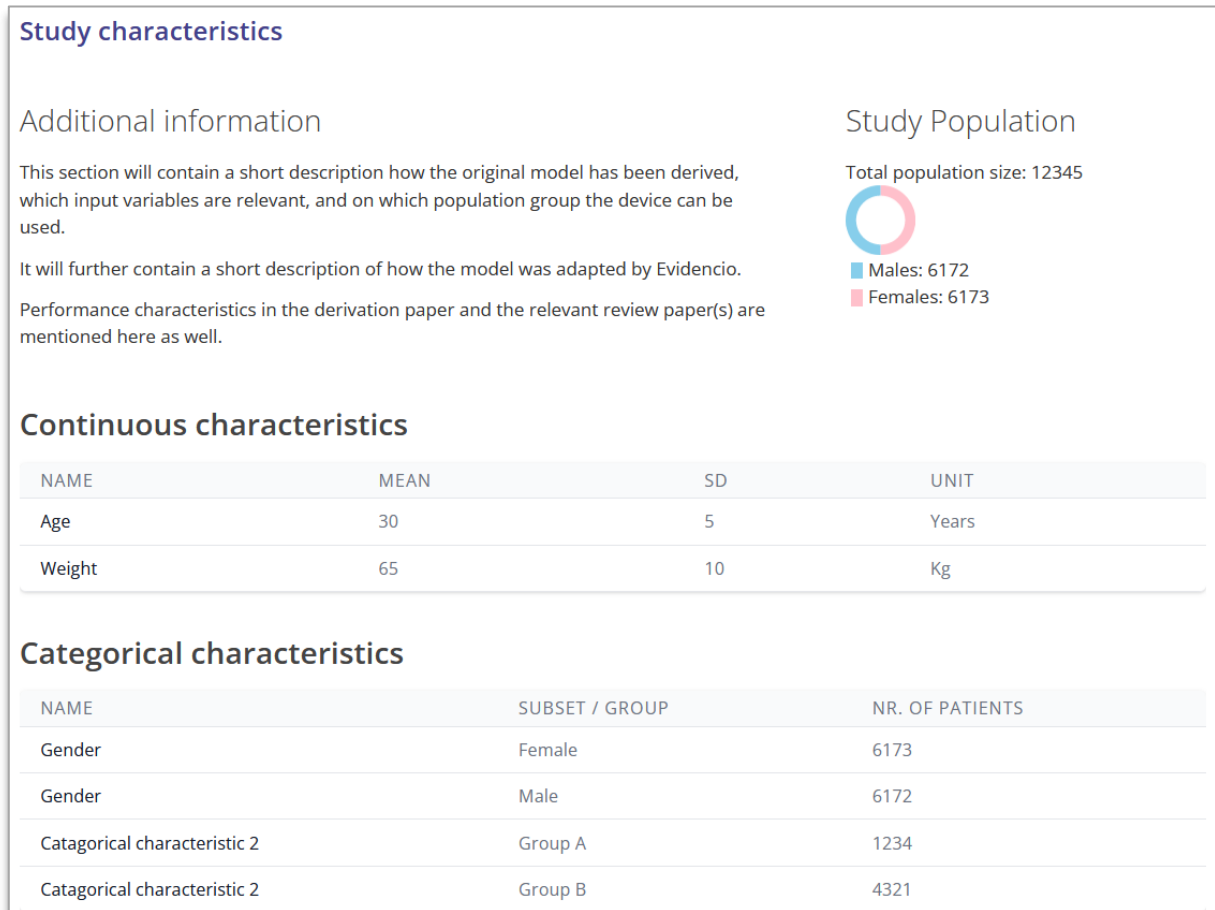 Study characteristics
Additional information
This section will contain a short description how the original model has been derived,
which input variables are relevant, and on which population group the device can be
used.
It will further contain a short description of how the model was adapted by Evidencio.
Performance characteristics in the derivation paper and the relevant review paper(s) are
mentioned here as well.
Study Population
Total population size: 12345
Males: 6172
Females: 6173
Continuous characteristics
NAME MEAN SD UNIT
Age 30 5 Years
Weight 65 10 Kg
Categorical characteristics
NAME SUBSET / GROUP NR. OF PATIENTS
Gender Female 6173
Gender Male 6172
Catagorical characteristic 2 Group A 1234
Catagorical characteristic 2 Group B 4321